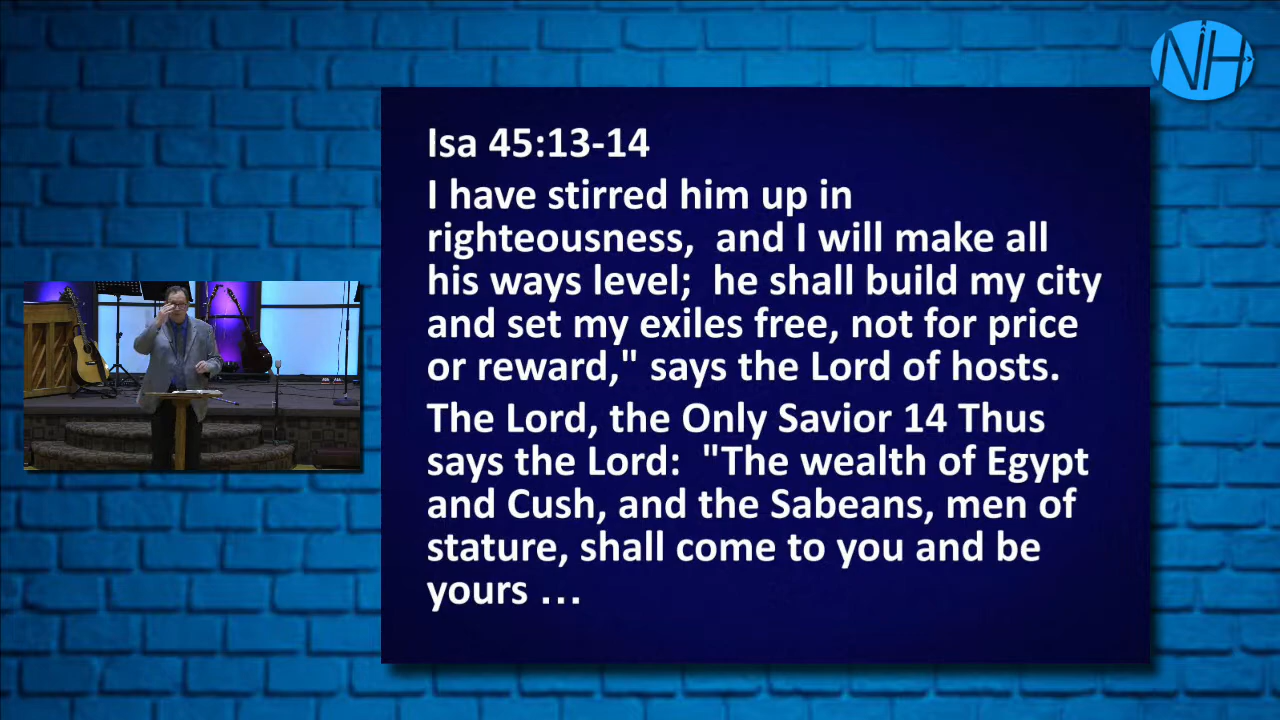 NH
Isa 45:13-14
I have stirred him up in
righteousness,  and I will make all
his ways level;  he shall build my city
and set my exiles free, not for price
or reward," says the Lord of hosts.
The Lord, the Only Savior 14 Thus
says the Lord:  "The wealth of Egypt
and Cush, and the Sabeans, men of
stature, shall come to you and be
yours …